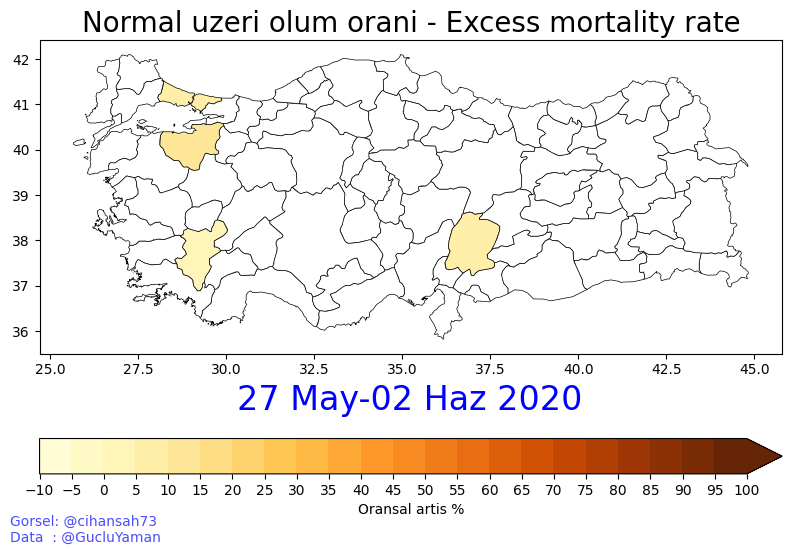 Normal uzeri olum orani - Excess mortality rate
42
41
40
39
38
37
36
25.0 27.5 30.0 32.5 35.0 37.5 40.0 42.5 45.0
27 May-02 Haz 2020
−10 −5 0 5 10 15 20 25 30 35 40 45 50 55 60 65 70 75 80 85 90 95 100
Oransal artis %
Gorsel: @cihansah73
Data : @GucluYaman